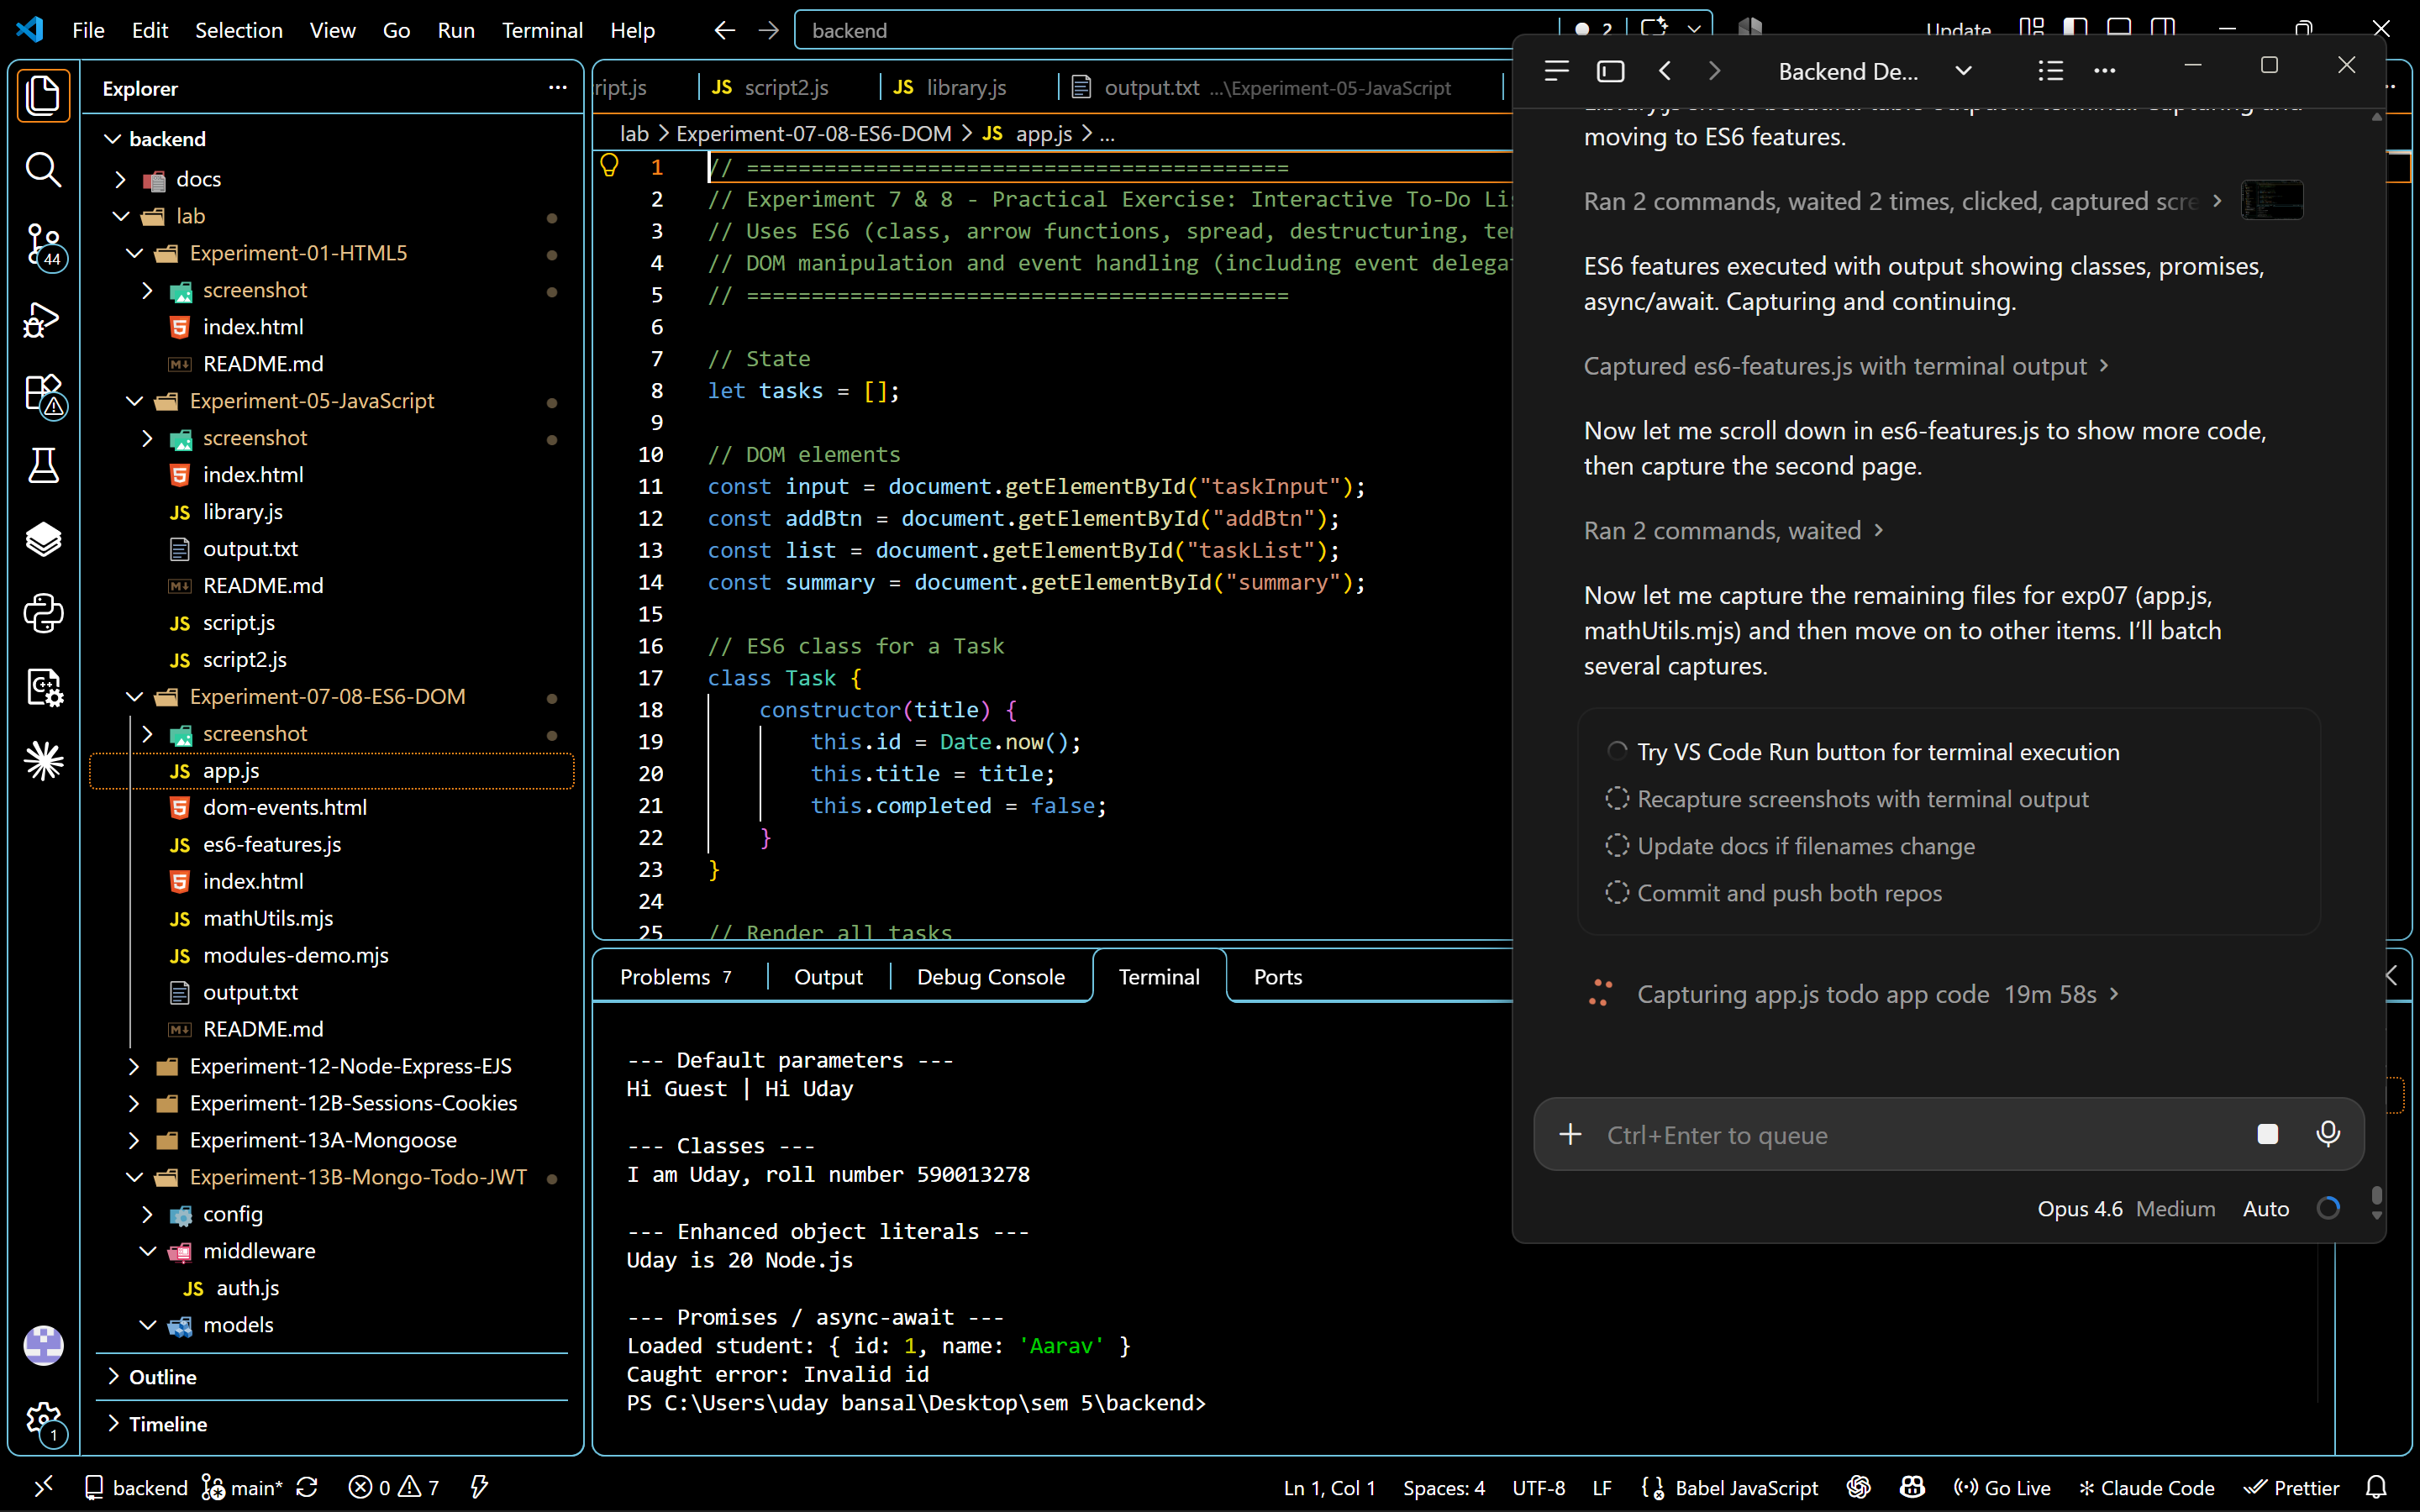 File Edit Selection View Go Run Terminal Help
backend
2
Update
Explorer
backend
docs
lab
Experiment-01-HTML5
screenshot
index.html
README.md
Experiment-05-JavaScript
screenshot
index.html
library.js
output.txt
README.md
script.js
script2.js
Experiment-07-08-ES6-DOM
screenshot
app.js
dom-events.html
es6-features.js
index.html
mathUtils.mjs
modules-demo.mjs
output.txt
README.md
Experiment-12-Node-Express-EJS
Experiment-12B-Sessions-Cookies
Experiment-13A-Mongoose
Experiment-13B-Mongo-Todo-JWT
config
middleware
auth.js
models
Outline
Timeline
44
1
ript.js JS script2.js JS library.js output.txt ...\Experiment-05-JavaScript
lab > Experiment-07-08-ES6-DOM > JS app.js > ...
1 // ==========================================
2 // Experiment 7 & 8 - Practical Exercise: Interactive To-Do Li
3 // Uses ES6 (class, arrow functions, spread, destructuring, te
4 // DOM manipulation and event handling (including event delega
5 // ==========================================
6
7 // State
8 let tasks = [];
9
10 // DOM elements
11 const input = document.getElementById("taskInput");
12 const addBtn = document.getElementById("addBtn");
13 const list = document.getElementById("taskList");
14 const summary = document.getElementById("summary");
15
16 // ES6 class for a Task
17 class Task {
18 constructor(title) {
19 this.id = Date.now();
20 this.title = title;
21 this.completed = false;
22 }
23 }
24
25 // Render all tasks
Problems 7 Output Debug Console Terminal Ports
--- Default parameters ---
Hi Guest | Hi Uday
--- Classes ---
I am Uday, roll number 590013278
--- Enhanced object literals ---
Uday is 20 Node.js
--- Promises / async-await ---
Loaded student: { id: 1, name: 'Aarav' }
Caught error: Invalid id
PS C:\Users\uday bansal\Desktop\sem 5\backend>
Backend De...
moving to ES6 features.
Ran 2 commands, waited 2 times, clicked, captured scre
ES6 features executed with output showing classes, promises,
async/await. Capturing and continuing.
Captured es6-features.js with terminal output
Now let me scroll down in es6-features.js to show more code,
then capture the second page.
Ran 2 commands, waited
Now let me capture the remaining files for exp07 (app.js,
mathUtils.mjs) and then move on to other items. I’ll batch
several captures.
Try VS Code Run button for terminal execution
Recapture screenshots with terminal output
Update docs if filenames change
Commit and push both repos
Capturing app.js todo app code 19m 58s
Ctrl+Enter to queue
Opus 4.6 Medium Auto
backend main* 0 7 Ln 1, Col 1 Spaces: 4 UTF-8 LF Babel JavaScript Go Live Claude Code Prettier